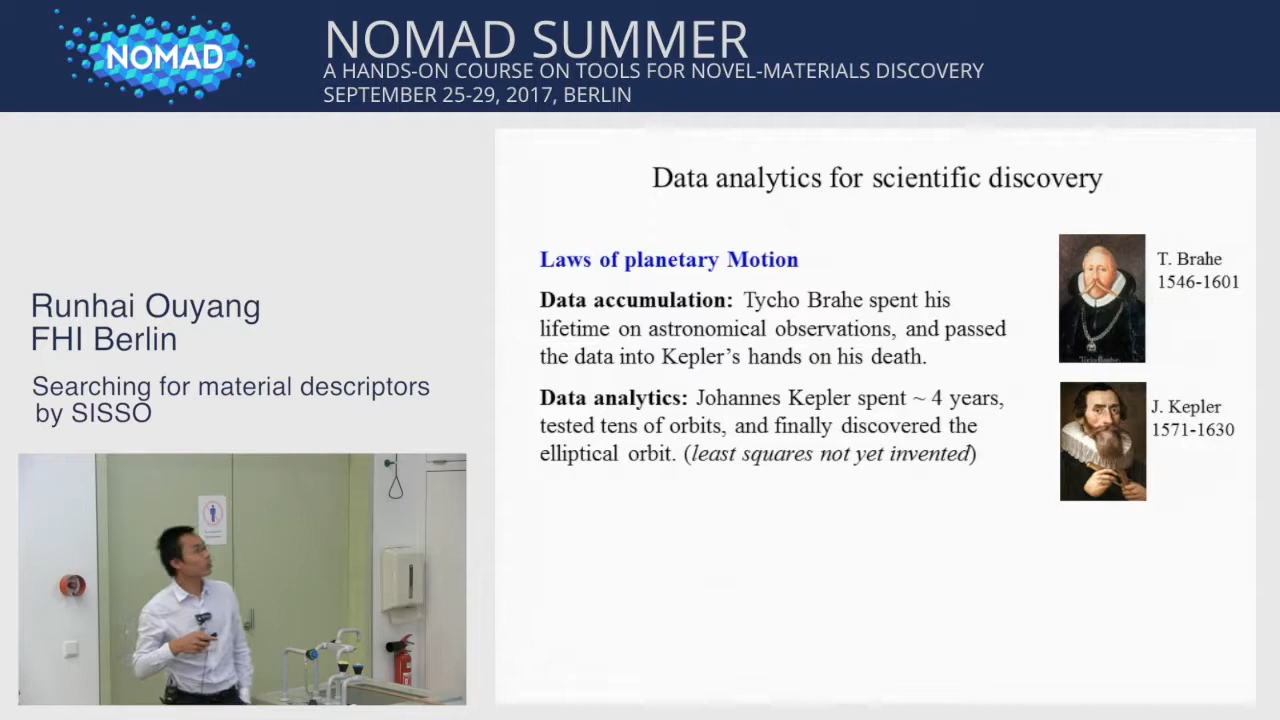 NOMAD
NOMAD SUMMER
A HANDS-ON COURSE ON TOOLS FOR NOVEL-MATERIALS DISCOVERY
SEPTEMBER 25-29, 2017, BERLIN
Runhai Ouyang
FHI Berlin
Searching for material descriptors
by SISSO
Data analytics for scientific discovery
Laws of planetary Motion
Data accumulation: Tycho Brahe spent his
lifetime on astronomical observations, and passed
the data into Kepler's hands on his death.
Data analytics: Johannes Kepler spent ~ 4 years,
tested tens of orbits, and finally discovered the
elliptical orbit. (least squares not yet invented)
T. Brahe
1546-1601
J. Kepler
1571-1630